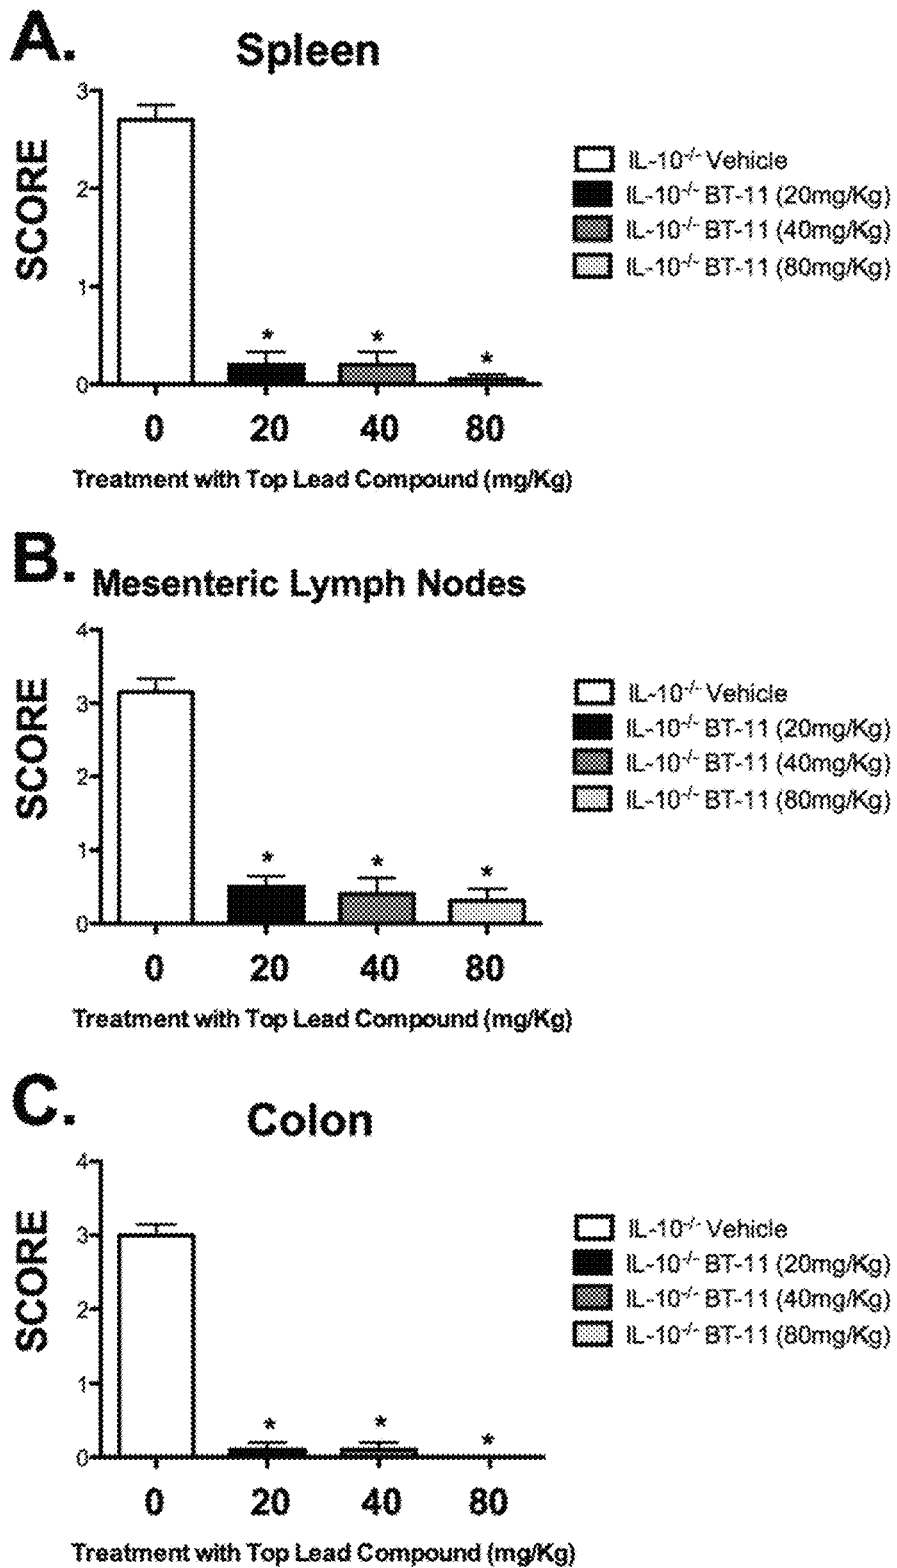 A.
Spleen
SCORE
3
2
1
0
0 20 40 80
Treatment with Top Lead Compound (mg/Kg)
IL-10-/- Vehicle
IL-10-/- BT-11 (20mg/Kg)
IL-10-/- BT-11 (40mg/Kg)
IL-10-/- BT-11 (80mg/Kg)
* * *
B.
Mesenteric Lymph Nodes
SCORE
4
3
2
1
0
0 20 40 80
Treatment with Top Lead Compound (mg/Kg)
IL-10-/- Vehicle
IL-10-/- BT-11 (20mg/Kg)
IL-10-/- BT-11 (40mg/Kg)
IL-10-/- BT-11 (80mg/Kg)
* * *
C.
Colon
SCORE
4
3
2
1
0
0 20 40 80
Treatment with Top Lead Compound (mg/Kg)
IL-10-/- Vehicle
IL-10-/- BT-11 (20mg/Kg)
IL-10-/- BT-11 (40mg/Kg)
IL-10-/- BT-11 (80mg/Kg)
* * *